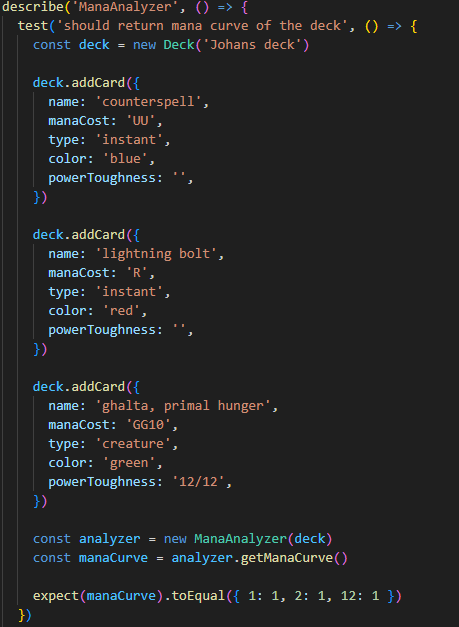 describe('ManaAnalyzer', () => {
  test('should return mana curve of the deck', () => {
    const deck = new Deck('Johans deck')

    deck.addCard({
      name: 'counterspell',
      manaCost: 'UU',
      type: 'instant',
      color: 'blue',
      powerToughness: '',
    })

    deck.addCard({
      name: 'lightning bolt',
      manaCost: 'R',
      type: 'instant',
      color: 'red',
      powerToughness: '',
    })

    deck.addCard({
      name: 'ghalta, primal hunger',
      manaCost: 'GG10',
      type: 'creature',
      color: 'green',
      powerToughness: '12/12',
    })

    const analyzer = new ManaAnalyzer(deck)
    const manaCurve = analyzer.getManaCurve()

    expect(manaCurve).toEqual({ 1: 1, 2: 1, 12: 1 })
  })